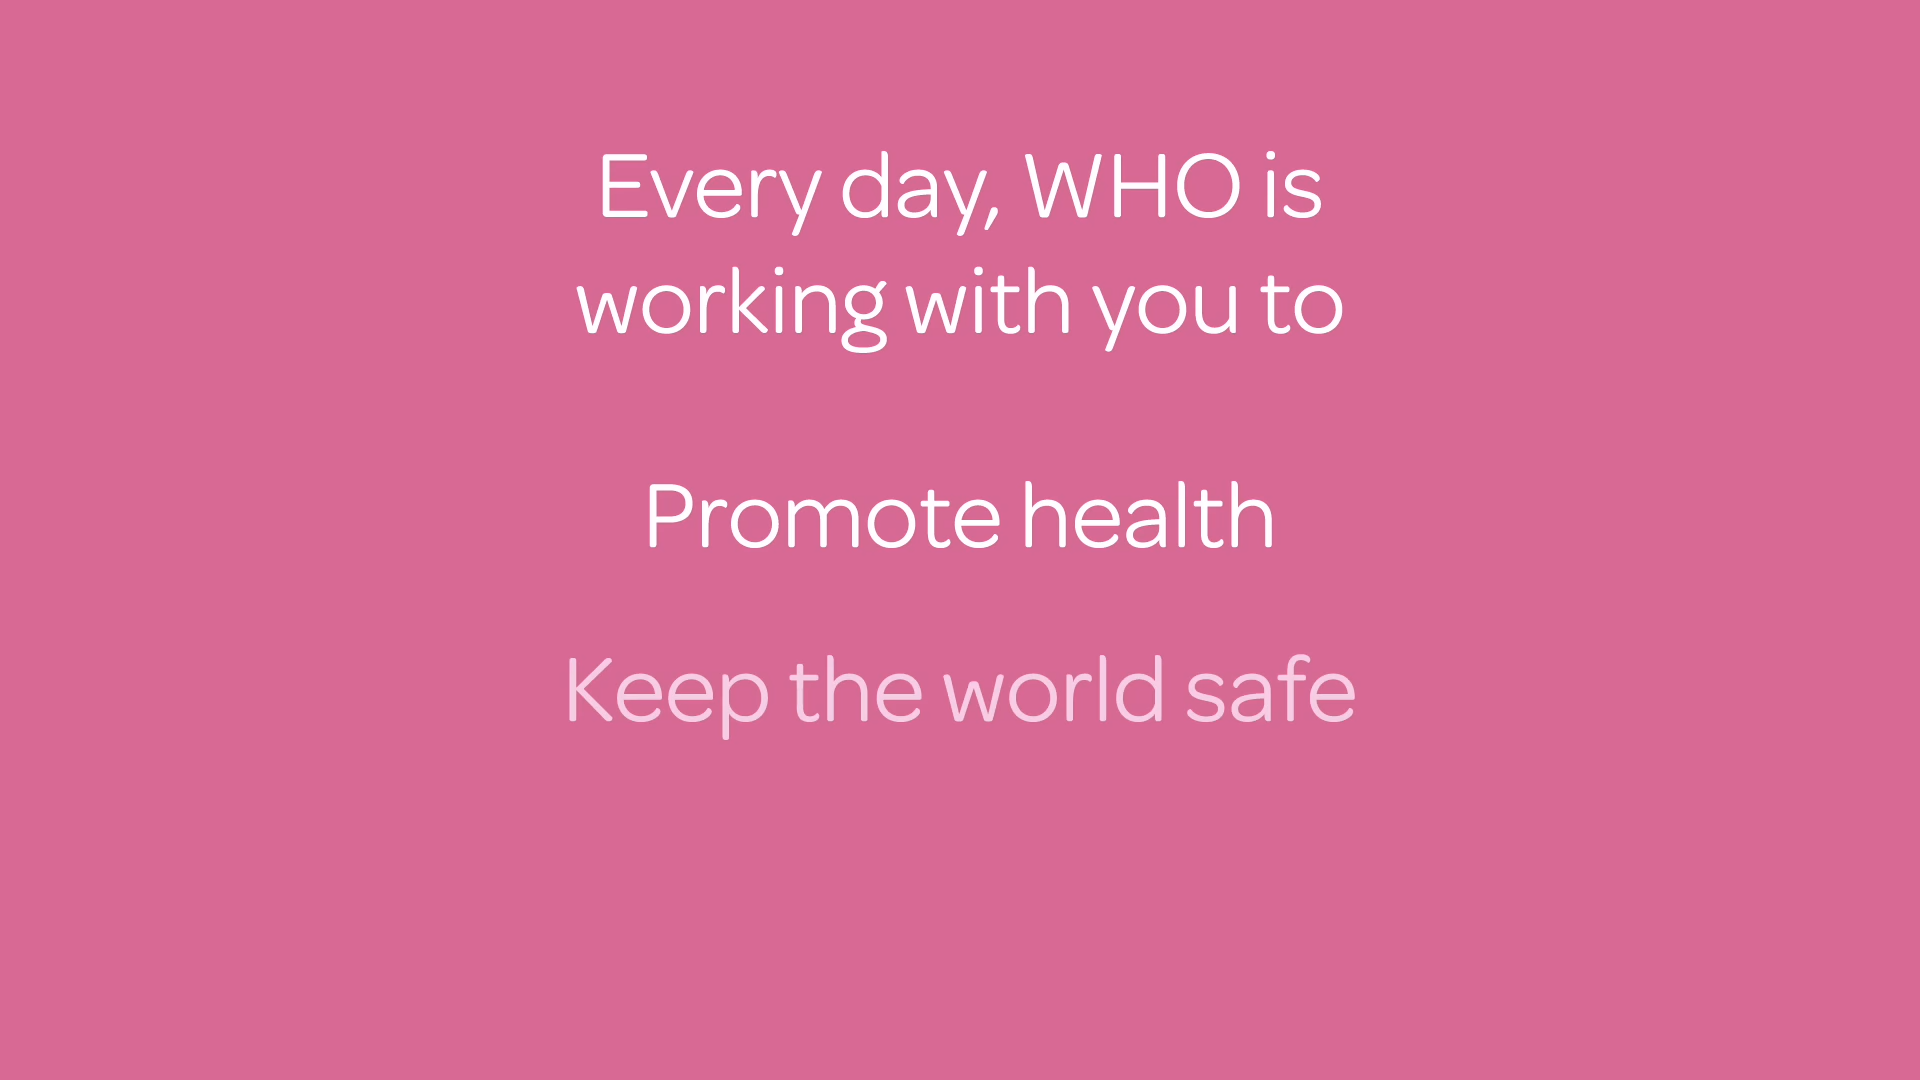 Every day, WHO is
working with you to
Promote health
Keep the world safe